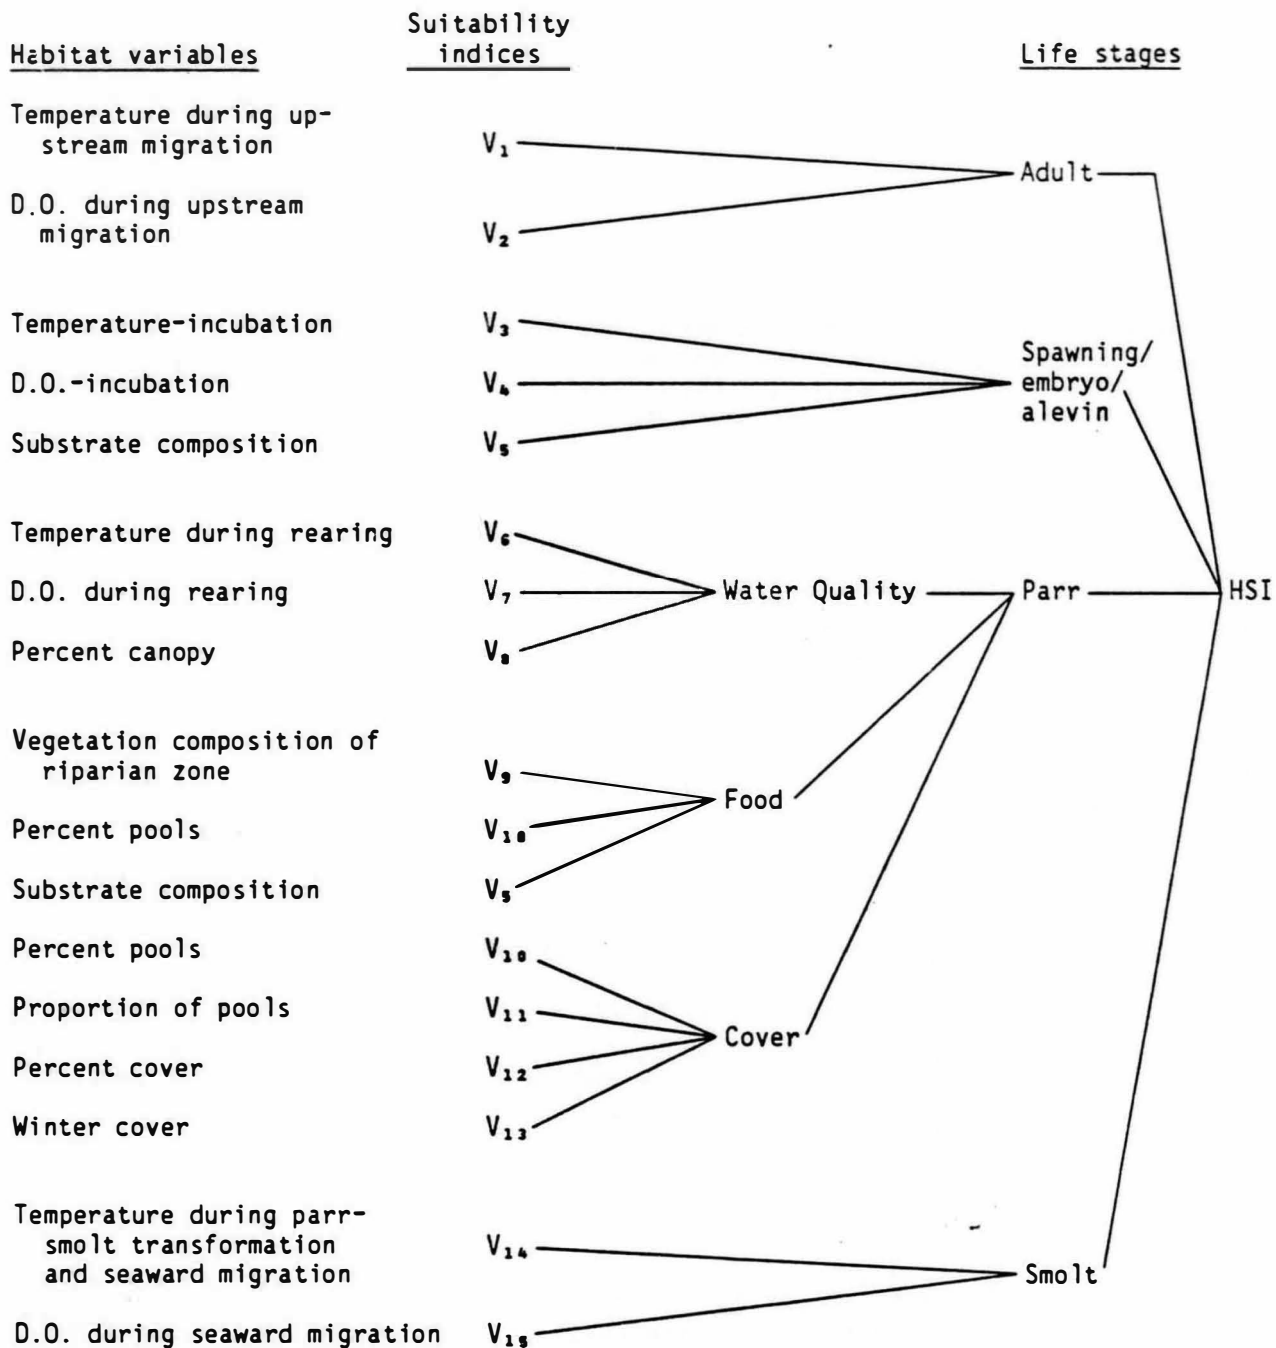 Suitability
Habitat variables indices Life stages
Temperature during up-
stream migration V₁ Adult
D.O. during upstream
migration V₂
Temperature-incubation V₃
Spawning/
D.O.-incubation V₄ embryo/
alevin
Substrate composition V₅
Temperature during rearing V₆
D.O. during rearing V₇ Water Quality Parr HSI
Percent canopy V₈
Vegetation composition of
riparian zone V₉
Food
Percent pools V₁₀
Substrate composition V₅
Percent pools V₁₀
Proportion of pools V₁₁
Cover
Percent cover V₁₂
Winter cover V₁₃
Temperature during parr-
smolt transformation V₁₄
and seaward migration Smolt
D.O. during seaward migration V₁₅